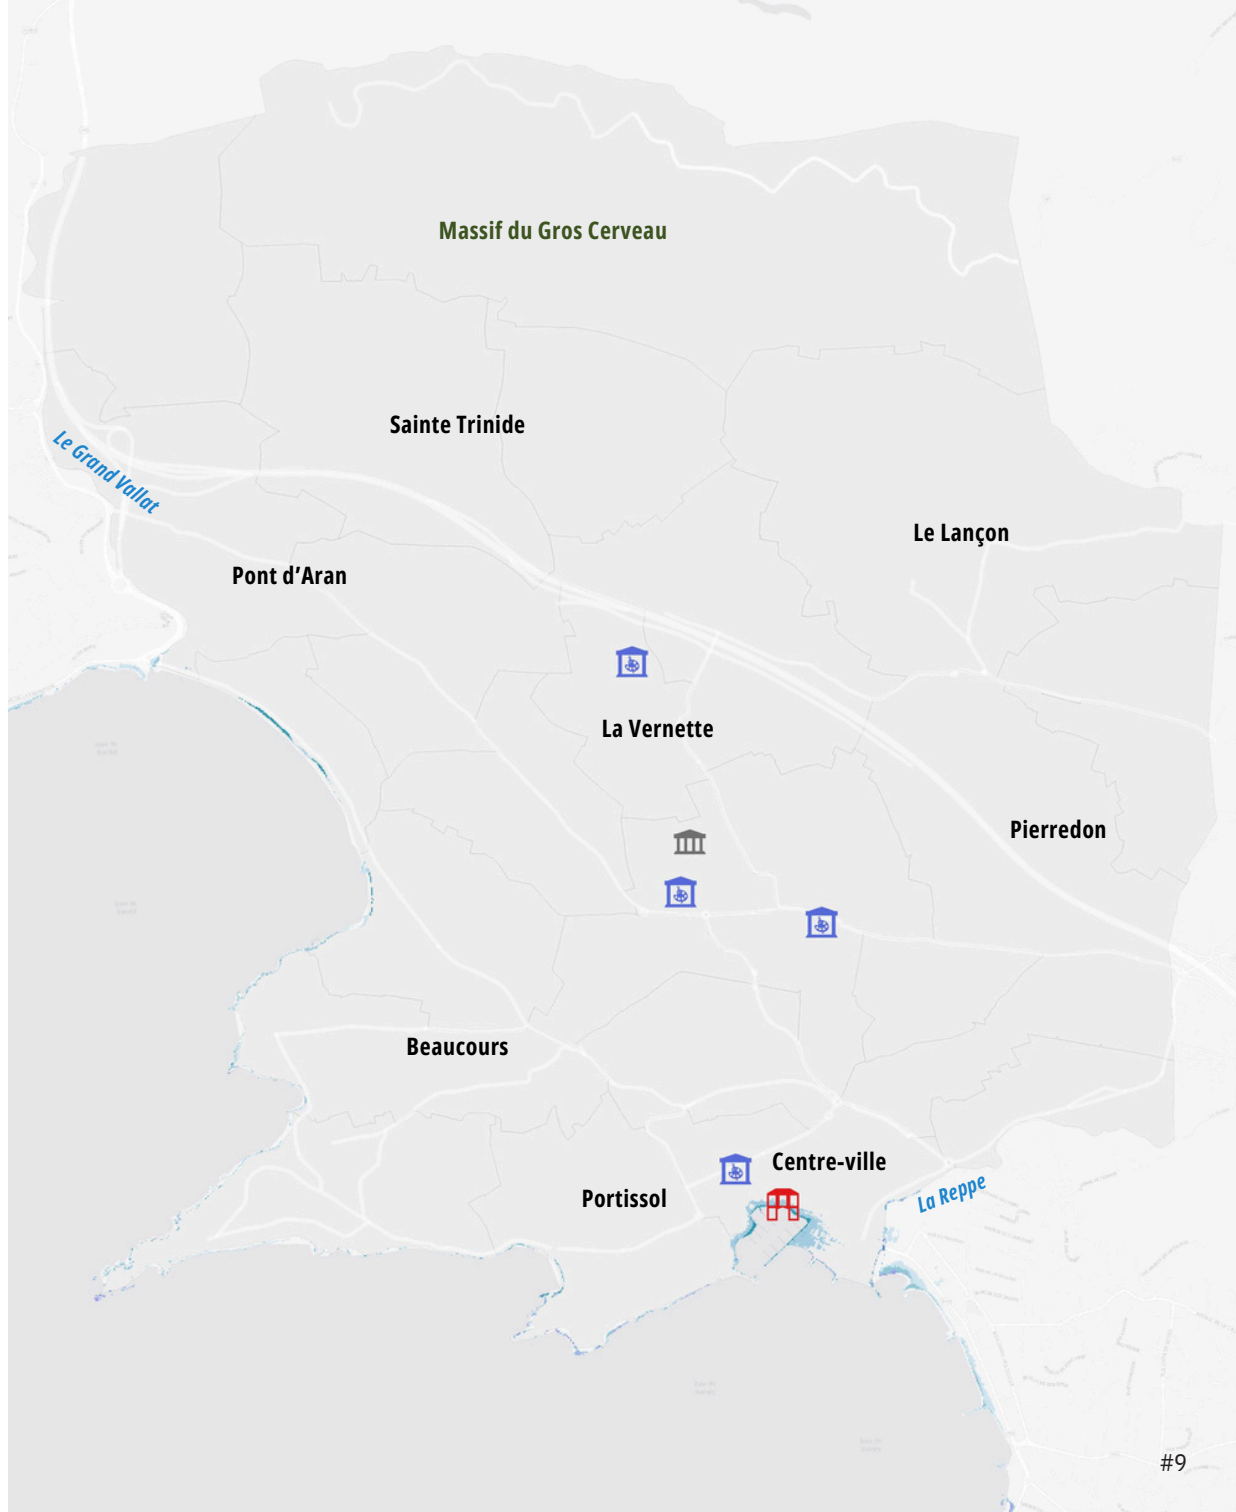 Massif du Gros Cerveau
Sainte Trinide
Le Grand Vallat
Le Lançon
Pont d’Aran
La Vernette
Pierredon
Beaucours
Centre-ville
Portissol
La Reppe
#9